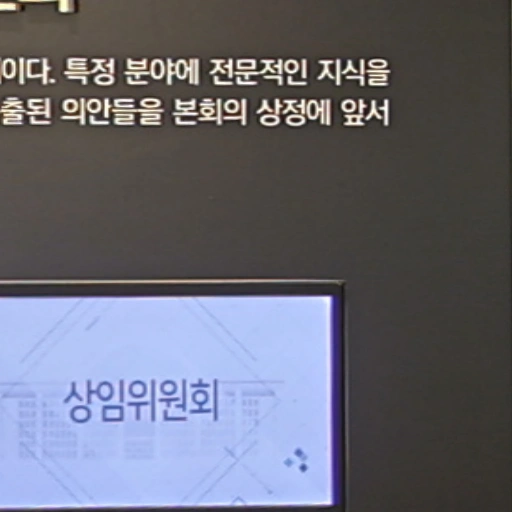 이다. 특정 분야에 전문적인 지식을
출된 의안들을 본회의 상정에 앞서
상임위원회